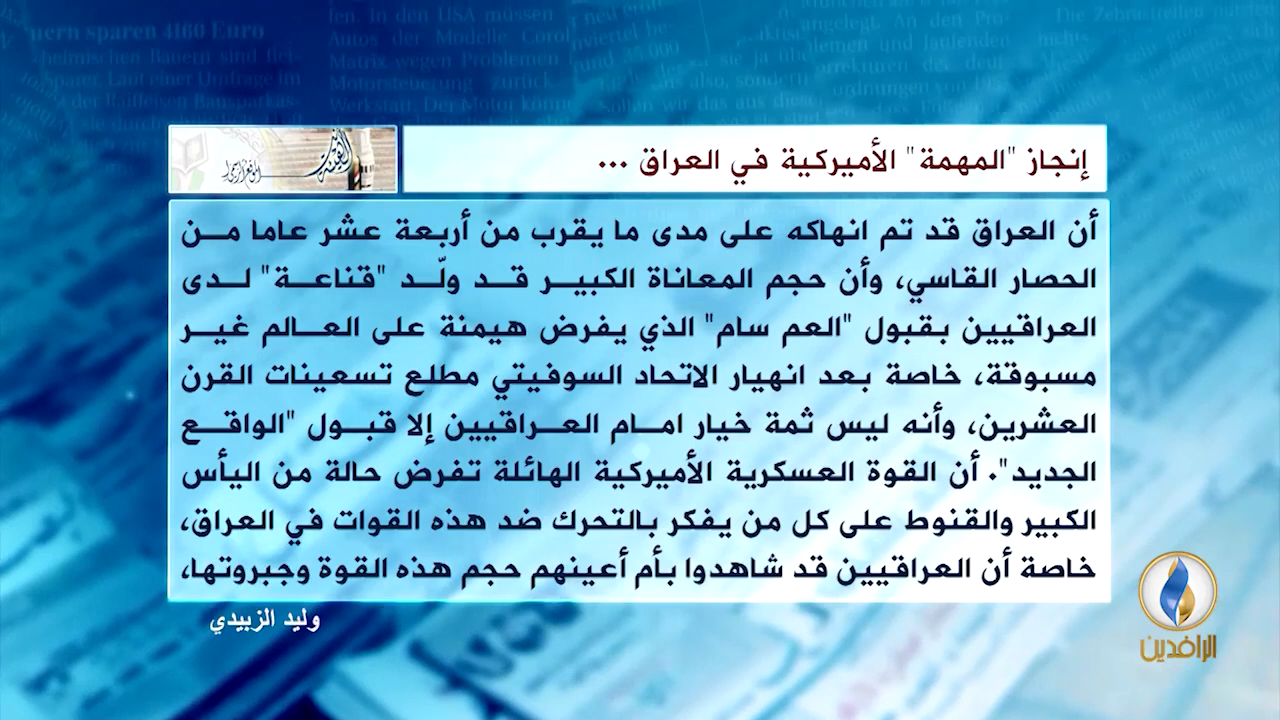 إنجاز "المهمة" الأميركية في العراق ...
أن العراق قد تم انهاكه على مدى ما يقرب من أربعة عشر عاما من
الحصار القاسي، وأن حجم المعاناة الكبير قد ولّد "قناعة" لدى
العراقيين بقبول "العم سام" الذي يفرض هيمنة على العالم غير
مسبوقة، خاصة بعد انهيار الاتحاد السوفيتي مطلع تسعينات القرن
العشرين، وأنه ليس ثمة خيار امام العراقيين إلا قبول "الواقع
الجديد". أن القوة العسكرية الأميركية الهائلة تفرض حالة من اليأس
الكبير والقنوط على كل من يفكر بالتحرك ضد هذه القوات في العراق،
خاصة أن العراقيين قد شاهدوا بأم أعينهم حجم هذه القوة وجبروتها،
وليد الزبيدي
الرافدين